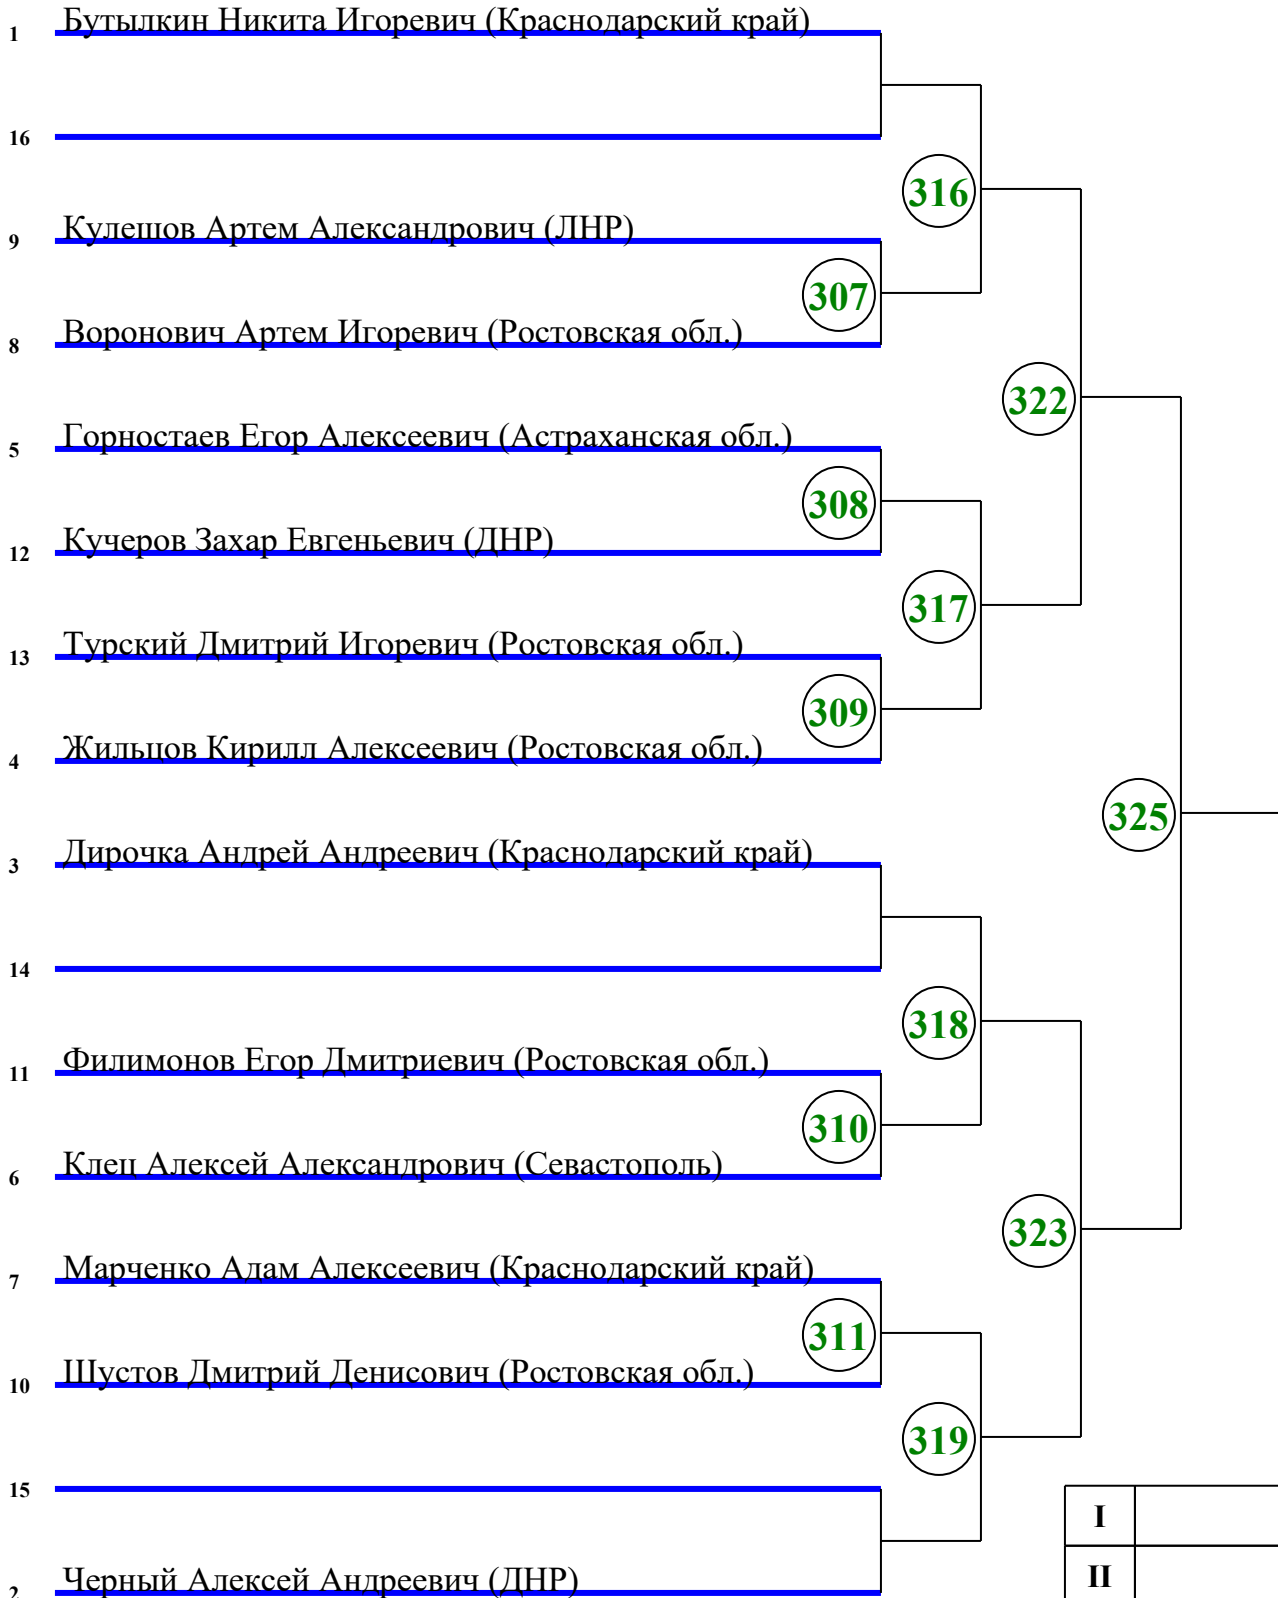 1 Бутылкин Никита Игоревич (Краснодарский край)
16
316
9 Кулешов Артем Александрович (ЛНР)
307
8 Воронович Артем Игоревич (Ростовская обл.)
322
5 Горностаев Егор Алексеевич (Астраханская обл.)
308
12 Кучеров Захар Евгеньевич (ДНР)
317
13 Турский Дмитрий Игоревич (Ростовская обл.)
309
4 Жильцов Кирилл Алексеевич (Ростовская обл.)
325
3 Дирочка Андрей Андреевич (Краснодарский край)
14
318
11 Филимонов Егор Дмитриевич (Ростовская обл.)
310
6 Клец Алексей Александрович (Севастополь)
323
7 Марченко Адам Алексеевич (Краснодарский край)
311
10 Шустов Дмитрий Денисович (Ростовская обл.)
319
15
I
II
2 Черный Алексей Андреевич (ДНР)